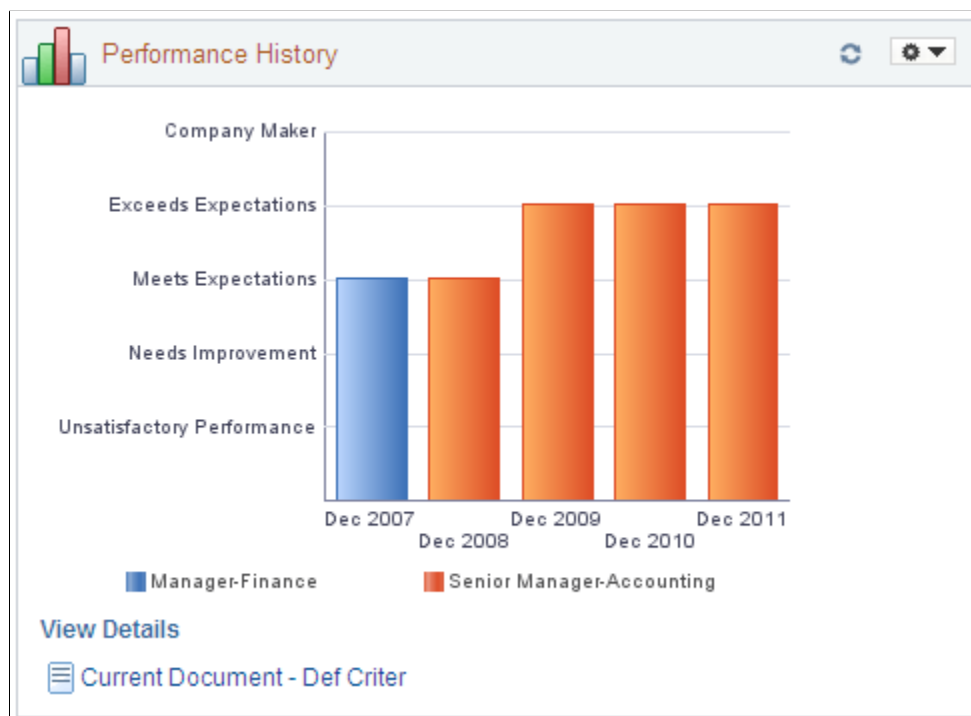 Performance History
Company Maker
Exceeds Expectations
Meets Expectations
Needs Improvement
Unsatisfactory Performance
Dec 2007
Dec 2008
Dec 2009
Dec 2010
Dec 2011
Manager-Finance
Senior Manager-Accounting
View Details
Current Document - Def Criter